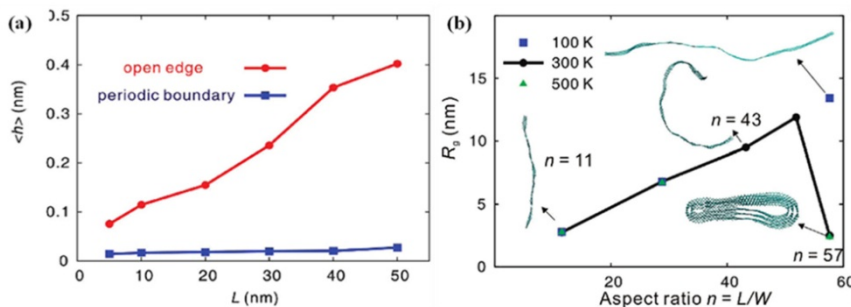 (a)
0.5
0.4
0.3
0.2
0.1
0
<h> (nm)
open edge
periodic boundary
10 20 30 40 50
L (nm)
(b)
15
10
5
0
Rg (nm)
100 K
300 K
500 K
n = 11
n = 43
n = 57
20 40 60
Aspect ratio n = L/W